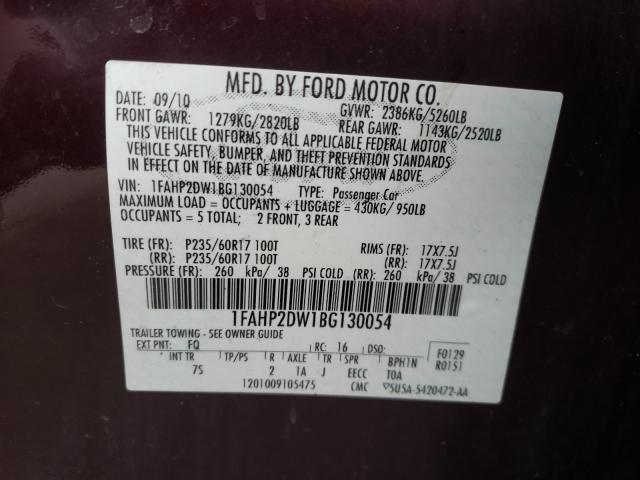 MFD. BY FORD MOTOR CO.
DATE: 09/10 GVWR: 2386KG/5260LB
FRONT GAWR: 1279KG/2820LB REAR GAWR: 1143KG/2520LB
THIS VEHICLE CONFORMS TO ALL APPLICABLE FEDERAL MOTOR
VEHICLE SAFETY, BUMPER, AND THEFT PREVENTION STANDARDS
IN EFFECT ON THE DATE OF MANUFACTURE SHOWN ABOVE.
VIN: 1FAHP2DW1BG130054 TYPE: Passenger Car
MAXIMUM LOAD = OCCUPANTS + LUGGAGE = 430KG/ 950LB
OCCUPANTS = 5 TOTAL; 2 FRONT, 3 REAR
TIRE (FR): P235/60R17 100T RIMS (FR): 17X7.5J
(RR): P235/60R17 100T (RR): 17X7.5J
PRESSURE (FR): 260 kPa/ 38 PSI COLD (RR): 260 kPa/ 38 PSI COLD
1FAHP2DW1BG130054
TRAILER TOWING - SEE OWNER GUIDE
EXT PNT: FQ RC: 16 DSO: F0129
INT TR TP/PS R AXLE TR SPR BPH1N R0151
7S 2 1A J EECC TOA
1201009105475 CMC 5U5A-5420472-AA